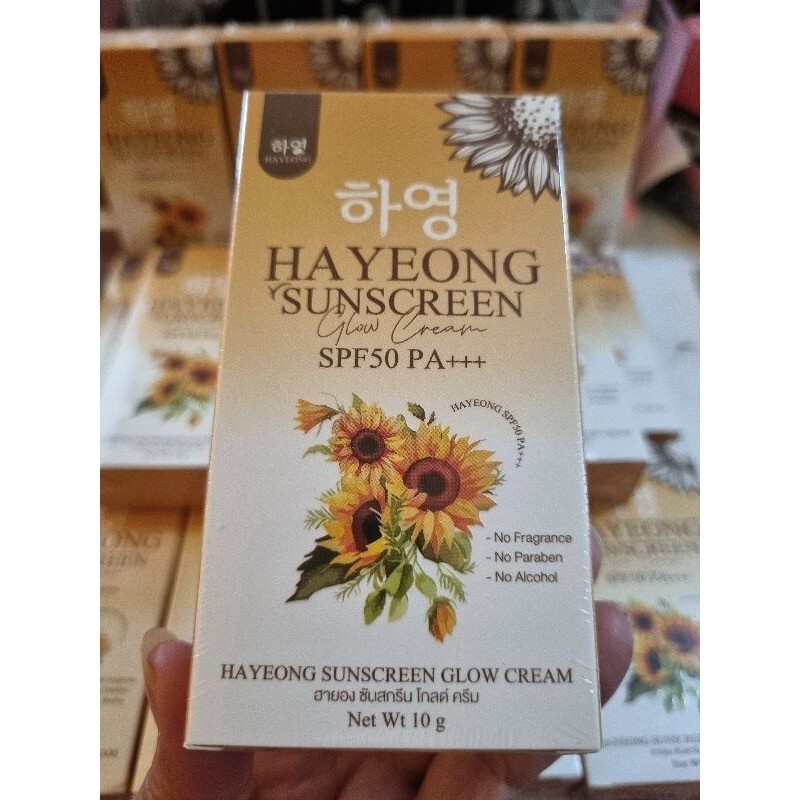 하영
HAYEONG
하영
HAYEONG
SUNSCREEN
Glow Cream
SPF50 PA+++
HAYEONG SPF50 PA+++
- No Fragrance
- No Paraben
- No Alcohol
HAYEONG SUNSCREEN GLOW CREAM
ฮายอง ซันสกรีน โกลด์ ครีม
Net Wt 10 g